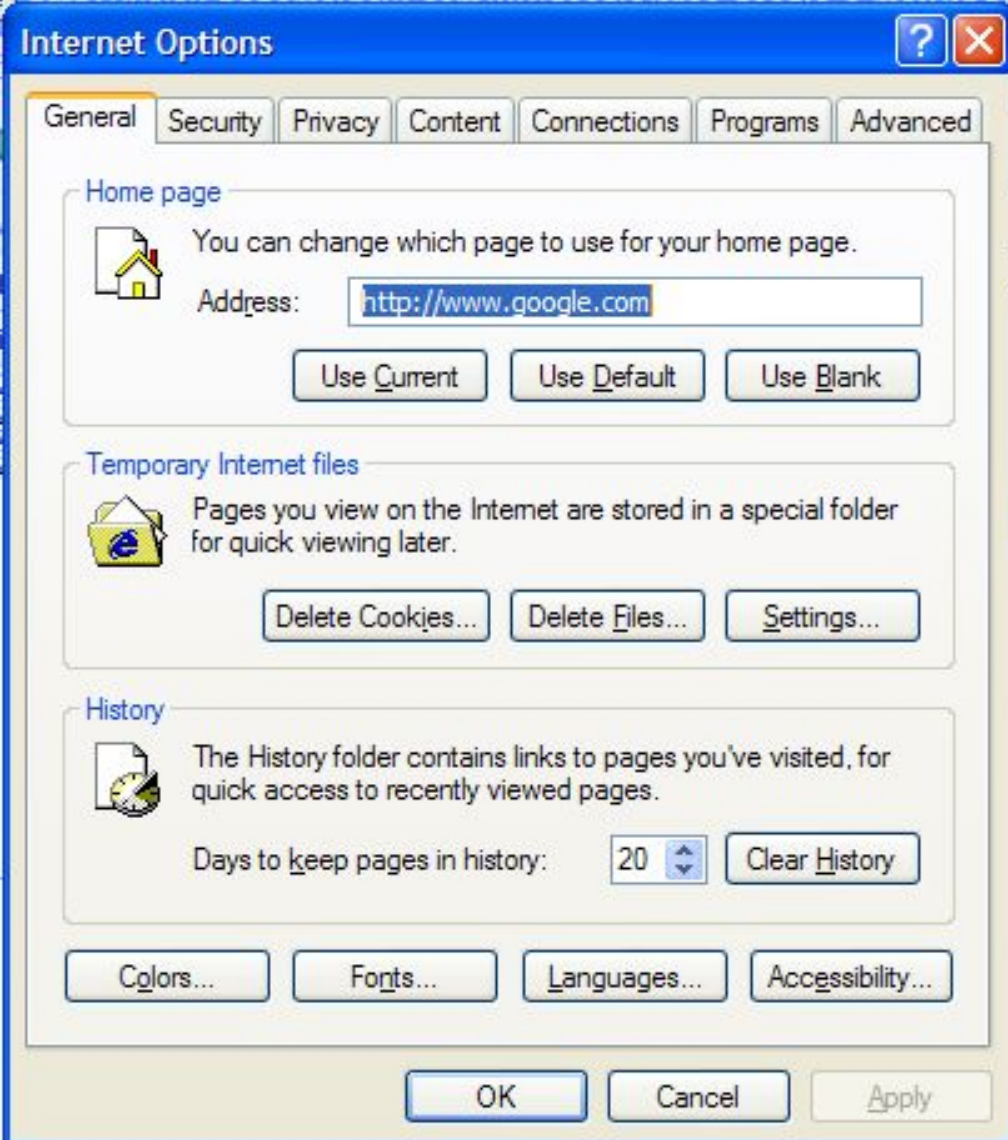 Internet Options
General Security Privacy Content Connections Programs Advanced
Home page
You can change which page to use for your home page.
Address: http://www.google.com
Use Current Use Default Use Blank
Temporary Internet files
Pages you view on the Internet are stored in a special folder
for quick viewing later.
Delete Cookies... Delete Files... Settings...
History
The History folder contains links to pages you've visited, for
quick access to recently viewed pages.
Days to keep pages in history: 20 Clear History
Colors... Fonts... Languages... Accessibility...
OK Cancel Apply